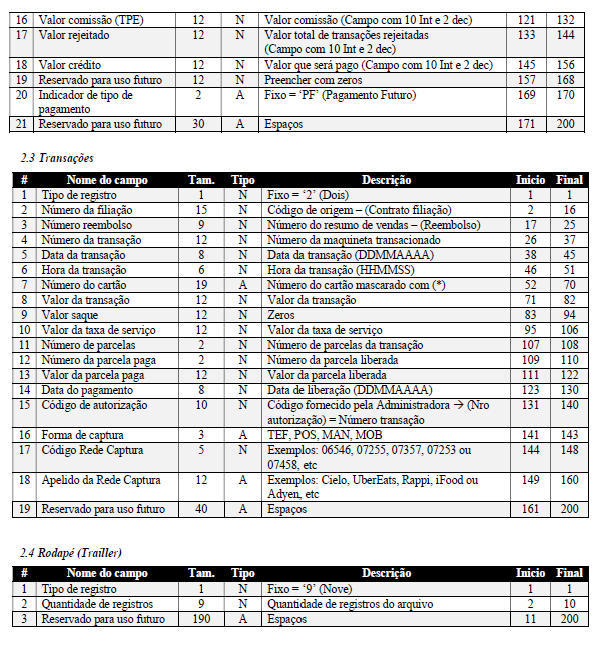 16 Valor comissão (TPE) 12 N Valor comissão (Campo com 10 Int e 2 dec) 121 132
17 Valor rejeitado 12 N Valor total de transações rejeitadas 133 144
(Campo com 10 Int e 2 dec)
18 Valor crédito 12 N Valor que será pago (Campo com 10 Int e 2 dec) 145 156
19 Reservado para uso futuro 12 N Preencher com zeros 157 168
20 Indicador de tipo de 2 A Fixo = ‘PF’ (Pagamento Futuro) 169 170
pagamento
21 Reservado para uso futuro 30 A Espaços 171 200
2.3 Transações
# Nome do campo Tam. Tipo Descrição Inicio Final
1 Tipo de registro 1 N Fixo = ‘2’ (Dois) 1 1
2 Número da filiação 15 N Código de origem – (Contrato filiação) 2 16
3 Número reembolso 9 N Número do resumo de vendas – (Reembolso) 17 25
4 Número da transação 12 N Número da maquineta transacionado 26 37
5 Data da transação 8 N Data da transação (DDMMAAAA) 38 45
6 Hora da transação 6 N Hora da transação (HHMMSS) 46 51
7 Número do cartão 19 A Número do cartão mascarado com (*) 52 70
8 Valor da transação 12 N Valor da transação 71 82
9 Valor saque 12 N Zeros 83 94
10 Valor da taxa de serviço 12 N Valor da taxa de serviço 95 106
11 Número de parcelas 2 N Número de parcelas da transação 107 108
12 Número da parcela paga 2 N Número da parcela liberada 109 110
13 Valor da parcela paga 12 N Valor da parcela liberada 111 122
14 Data do pagamento 8 N Data de liberação (DDMMAAAA) 123 130
15 Código de autorização 10 N Código fornecido pela Administradora → (Nro 131 140
autorização) = Número transação
16 Forma de captura 3 A TEF, POS, MAN, MOB 141 143
17 Código Rede Captura 5 N Exemplos: 06546, 07255, 07357, 07253 ou 144 148
07458, etc
18 Apelido da Rede Captura 12 A Exemplos: Cielo, UberEats, Rappi, iFood ou 149 160
Adyen, etc
19 Reservado para uso futuro 40 A Espaços 161 200
2.4 Rodapé (Trailler)
# Nome do campo Tam. Tipo Descrição Inicio Final
1 Tipo de registro 1 N Fixo = ‘9’ (Nove) 1 1
2 Quantidade de registros 9 N Quantidade de registros do arquivo 2 10
3 Reservado para uso futuro 190 A Espaços 11 200